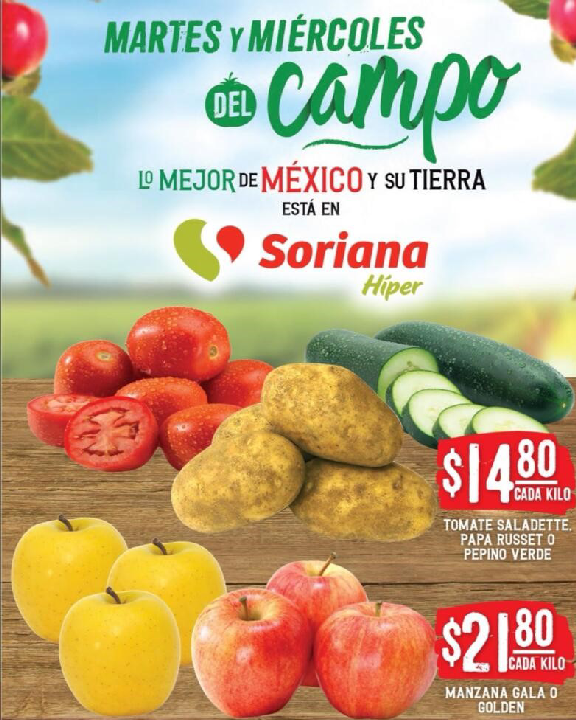 MARTES Y MIÉRCOLES
DEL campo
LO MEJOR DE MÉXICO Y SU TIERRA
ESTÁ EN
Soriana
Híper
$14.80
CADA KILO
TOMATE SALADETTE,
PAPA RUSSET O
PEPINO VERDE
$21.80
CADA KILO
MANZANA GALA O
GOLDEN